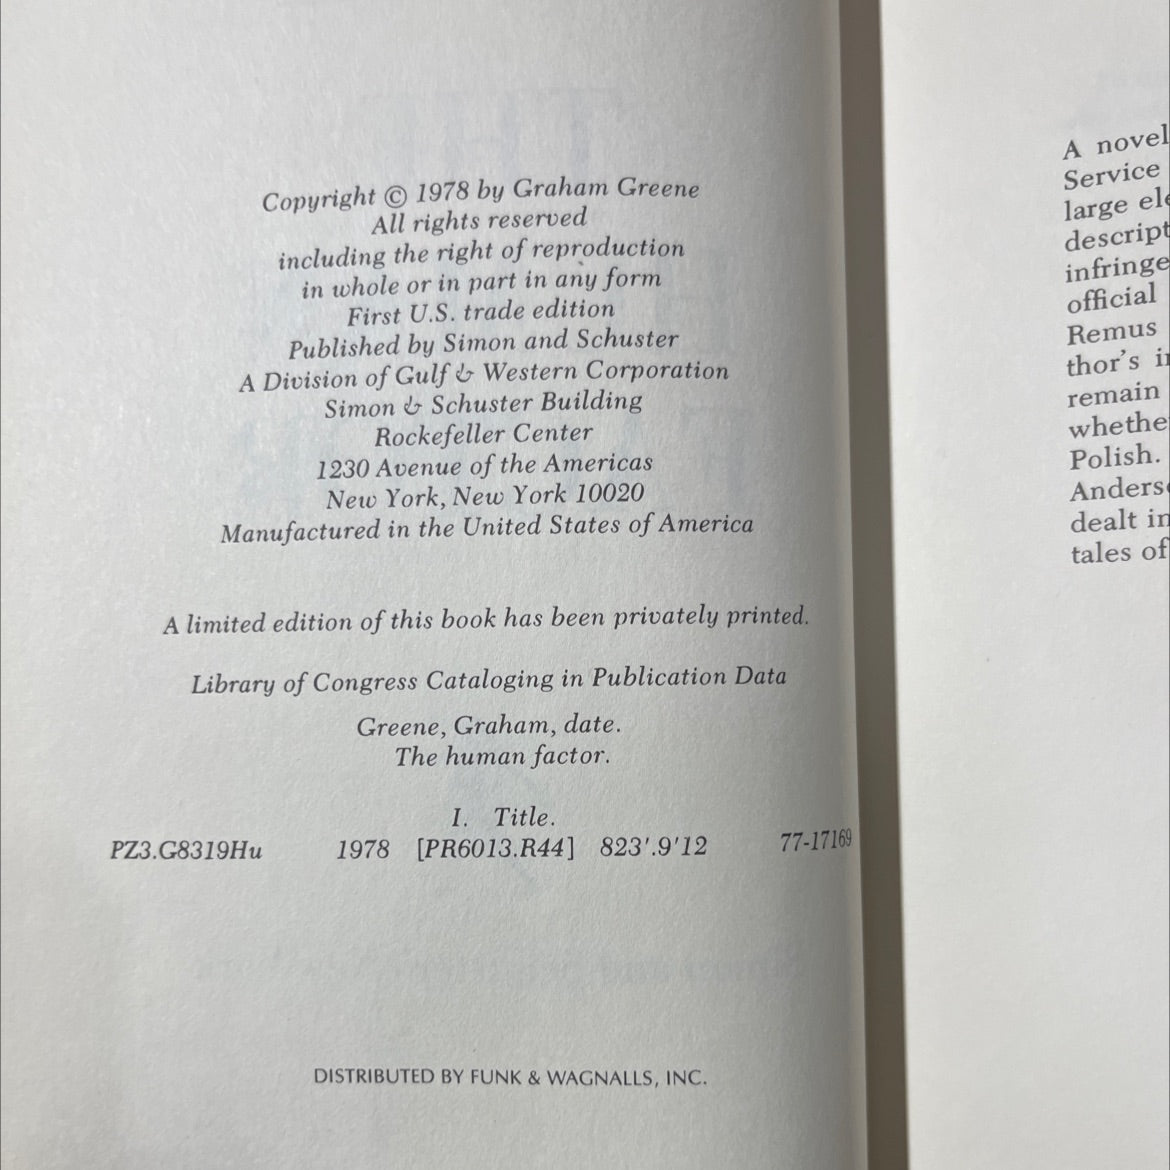 Copyright © 1978 by Graham Greene
All rights reserved
including the right of reproduction
in whole or in part in any form
First U.S. trade edition
Published by Simon and Schuster
A Division of Gulf & Western Corporation
Simon & Schuster Building
Rockefeller Center
1230 Avenue of the Americas
New York, New York 10020
Manufactured in the United States of America
A limited edition of this book has been privately printed.
Library of Congress Cataloging in Publication Data
Greene, Graham, date.
The human factor.
I. Title.
PZ3.G8319Hu 1978 [PR6013.R44] 823'.9'12 77-17169
DISTRIBUTED BY FUNK & WAGNALLS, INC.
A novel
Service
large
descript
infringe
official
Remus
thor's
remain
whethe
Polish.
Anders
dealt in
tales of